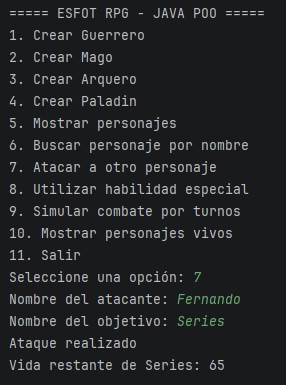 ===== ESFOT RPG - JAVA POO =====
1. Crear Guerrero
2. Crear Mago
3. Crear Arquero
4. Crear Paladin
5. Mostrar personajes
6. Buscar personaje por nombre
7. Atacar a otro personaje
8. Utilizar habilidad especial
9. Simular combate por turnos
10. Mostrar personajes vivos
11. Salir
Seleccione una opción: 7
Nombre del atacante: Fernando
Nombre del objetivo: Series
Ataque realizado
Vida restante de Series: 65